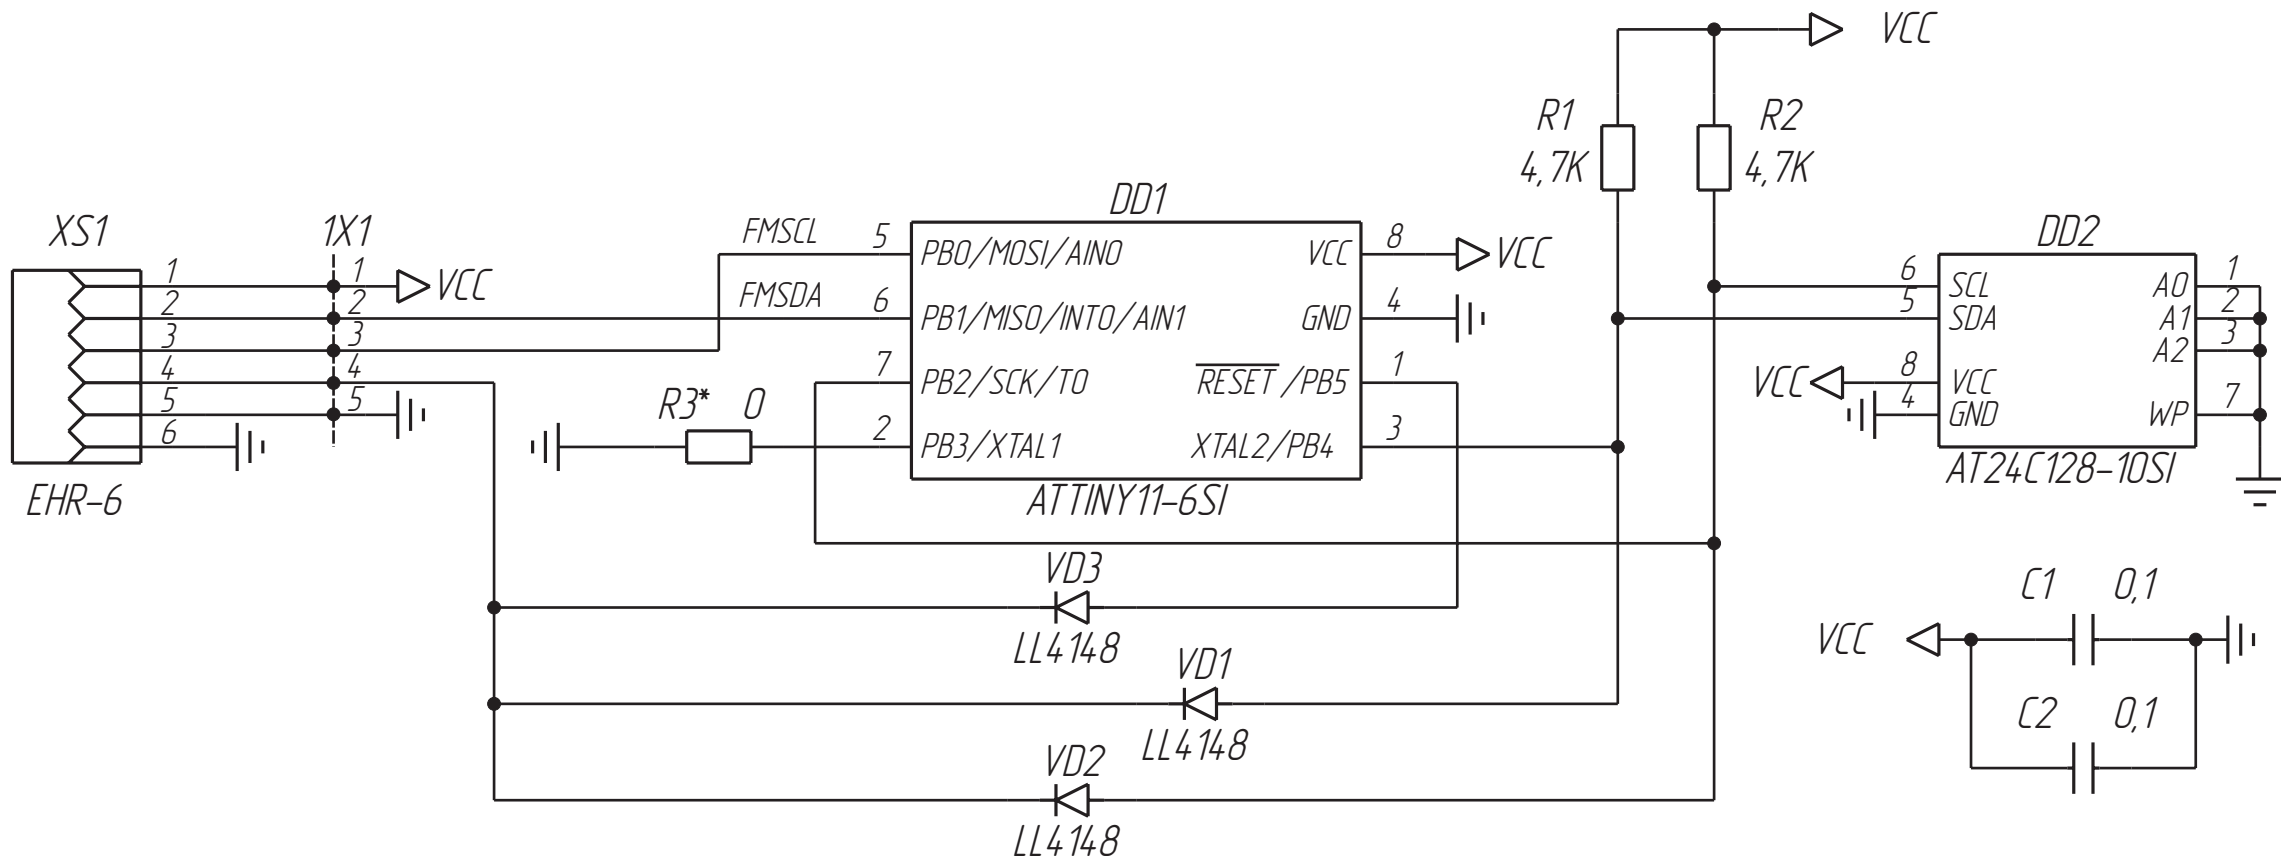 VCC
R1
4,7K
R2
4,7K
XS1
1
2
3
4
5
6
EHR-6
1X1
1
2
3
4
5
VCC
FMSCL
FMSDA
R3* 0
DD1
5 PB0/MOSI/AIN0
6 PB1/MISO/INT0/AIN1
7 PB2/SCK/T0
2 PB3/XTAL1
VCC 8
GND 4
RESET/PB5 1
XTAL2/PB4 3
ATTINY11-6SI
VCC
DD2
6 SCL
5 SDA
8 VCC
4 GND
A0 1
A1 2
A2 3
WP 7
AT24C128-10SI
VCC
VD3
LL4148
VD1
LL4148
VD2
LL4148
C1 0,1
VCC
C2 0,1